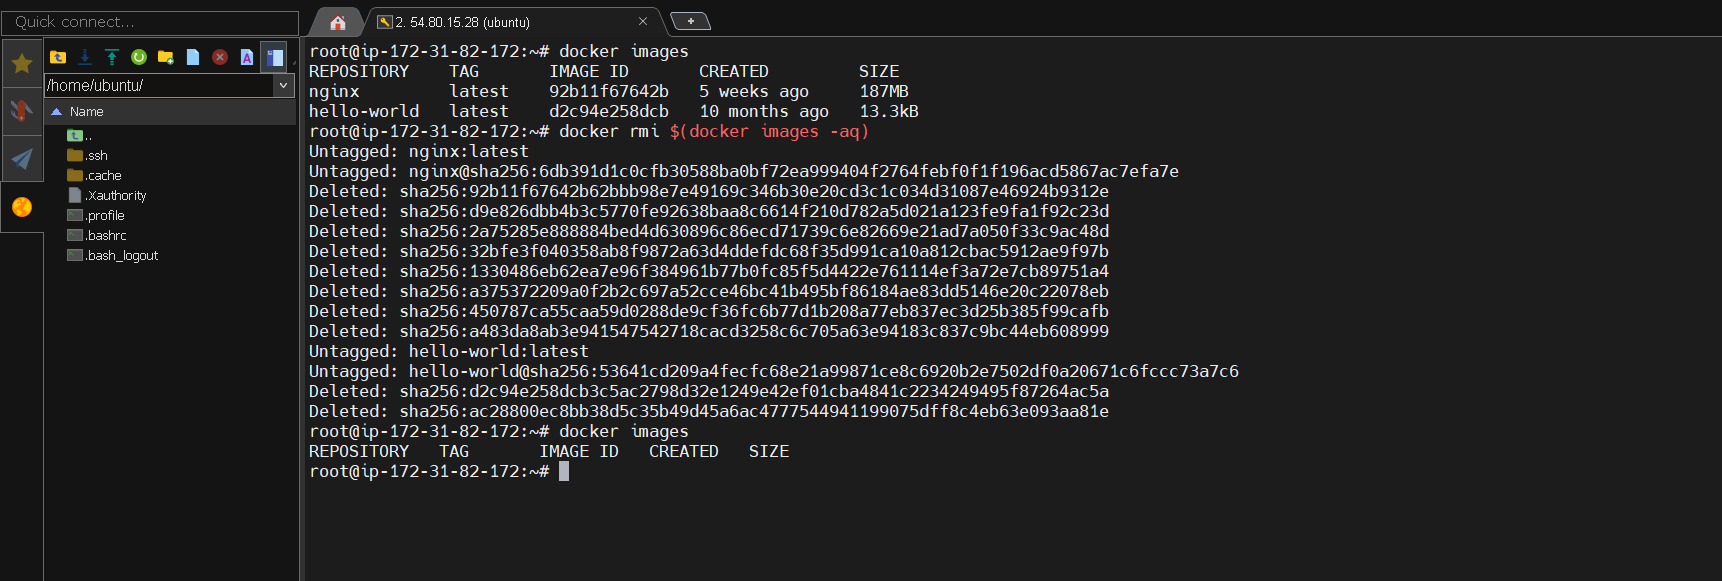 Quick connect...
2. 54.80.15.28 (ubuntu)
/home/ubuntu/
Name
..
.ssh
.cache
.Xauthority
.profile
.bashrc
.bash_logout
root@ip-172-31-82-172:~# docker images
REPOSITORY    TAG       IMAGE ID       CREATED         SIZE
nginx         latest    92b11f67642b   5 weeks ago     187MB
hello-world   latest    d2c94e258dcb   10 months ago   13.3kB
root@ip-172-31-82-172:~# docker rmi $(docker images -aq)
Untagged: nginx:latest
Untagged: nginx@sha256:6db391d1c0cfb30588ba0bf72ea999404f2764febf0f1f196acd5867ac7efa7e
Deleted: sha256:92b11f67642b62bbb98e7e49169c346b30e20cd3c1c034d31087e46924b9312e
Deleted: sha256:d9e826dbb4b3c5770fe92638baa8c6614f210d782a5d021a123fe9fa1f92c23d
Deleted: sha256:2a75285e888884bed4d630896c86ecd71739c6e82669e21ad7a050f33c9ac48d
Deleted: sha256:32bfe3f040358ab8f9872a63d4ddefdc68f35d991ca10a812cbac5912ae9f97b
Deleted: sha256:1330486eb62ea7e96f384961b77b0fc85f5d4422e761114ef3a72e7cb89751a4
Deleted: sha256:a375372209a0f2b2c697a52cce46bc41b495bf86184ae83dd5146e20c22078eb
Deleted: sha256:450787ca55caa59d0288de9cf36fc6b77d1b208a77eb837ec3d25b385f99cafb
Deleted: sha256:a483da8ab3e941547542718cacd3258c6c705a63e94183c837c9bc44eb608999
Untagged: hello-world:latest
Untagged: hello-world@sha256:53641cd209a4fecfc68e21a99871ce8c6920b2e7502df0a20671c6fccc73a7c6
Deleted: sha256:d2c94e258dcb3c5ac2798d32e1249e42ef01cba4841c2234249495f87264ac5a
Deleted: sha256:ac28800ec8bb38d5c35b49d45a6ac4777544941199075dff8c4eb63e093aa81e
root@ip-172-31-82-172:~# docker images
REPOSITORY   TAG       IMAGE ID   CREATED   SIZE
root@ip-172-31-82-172:~#